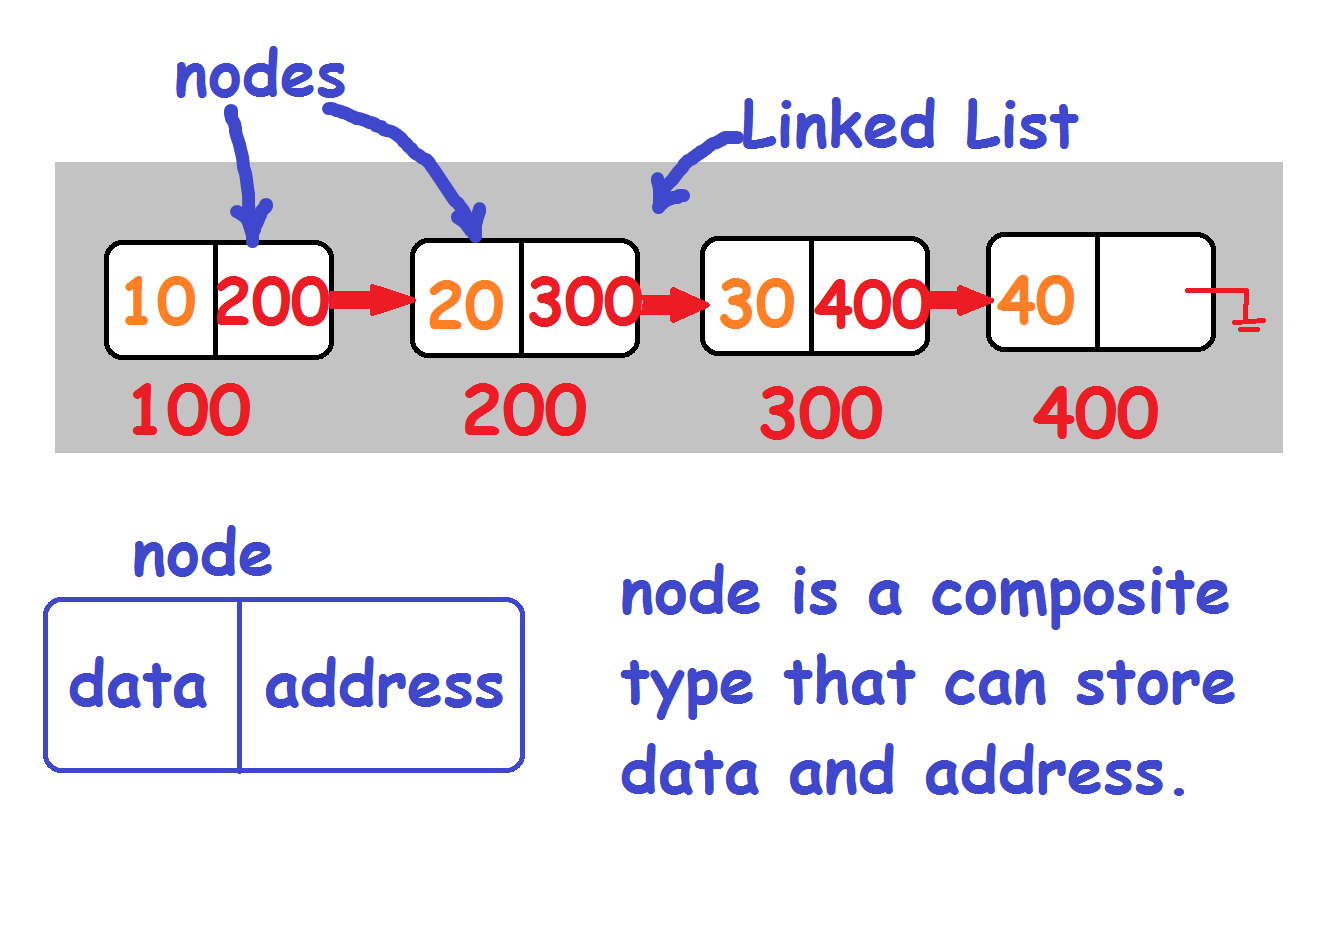 nodes
Linked List
10 200 20 300 30 400 40
100 200 300 400
node
data address
node is a composite
type that can store
data and address.